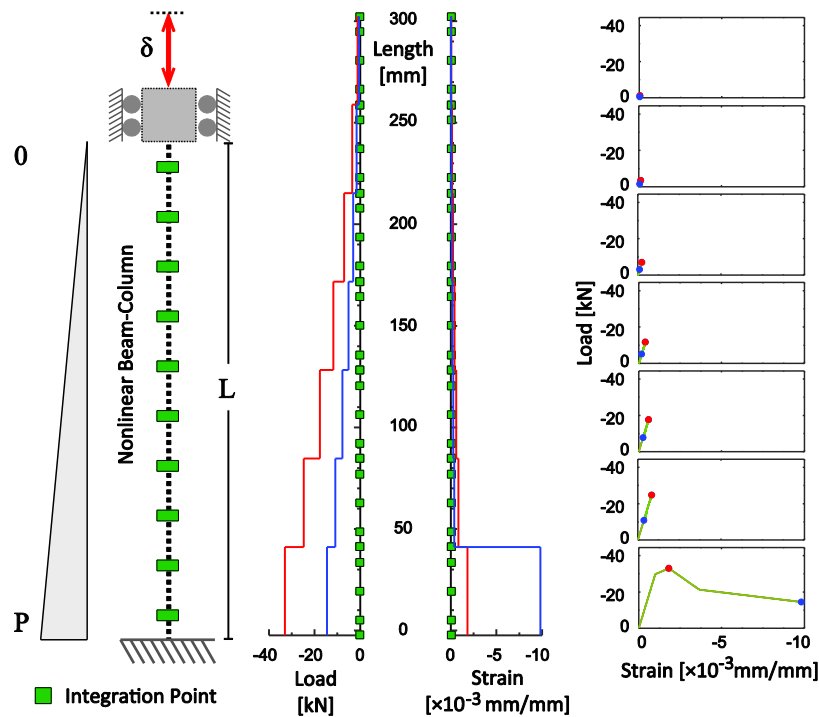 δ
0
Nonlinear Beam-Column
L
P
Integration Point
300
Length
[mm]
250
200
150
100
50
0
-40 -20 0
Load
[kN]
0 -5 -10
Strain
[×10-3 mm/mm]
Load [kN]
-40
-20
0
-40
-20
0
-40
-20
0
-40
-20
0
-40
-20
0
-40
-20
0
-40
-20
0
0 -5 -10
Strain [×10-3mm/mm]